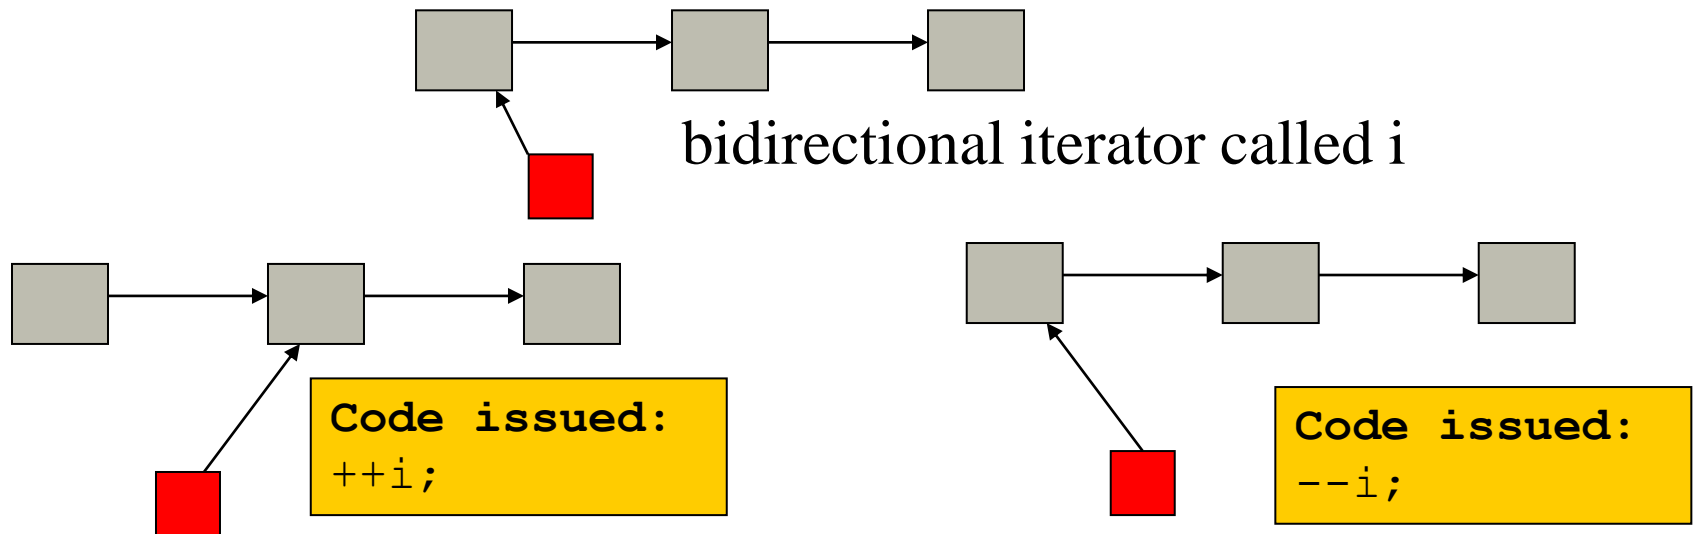 bidirectional iterator called i
Code issued:
++i;
Code issued:
--i;